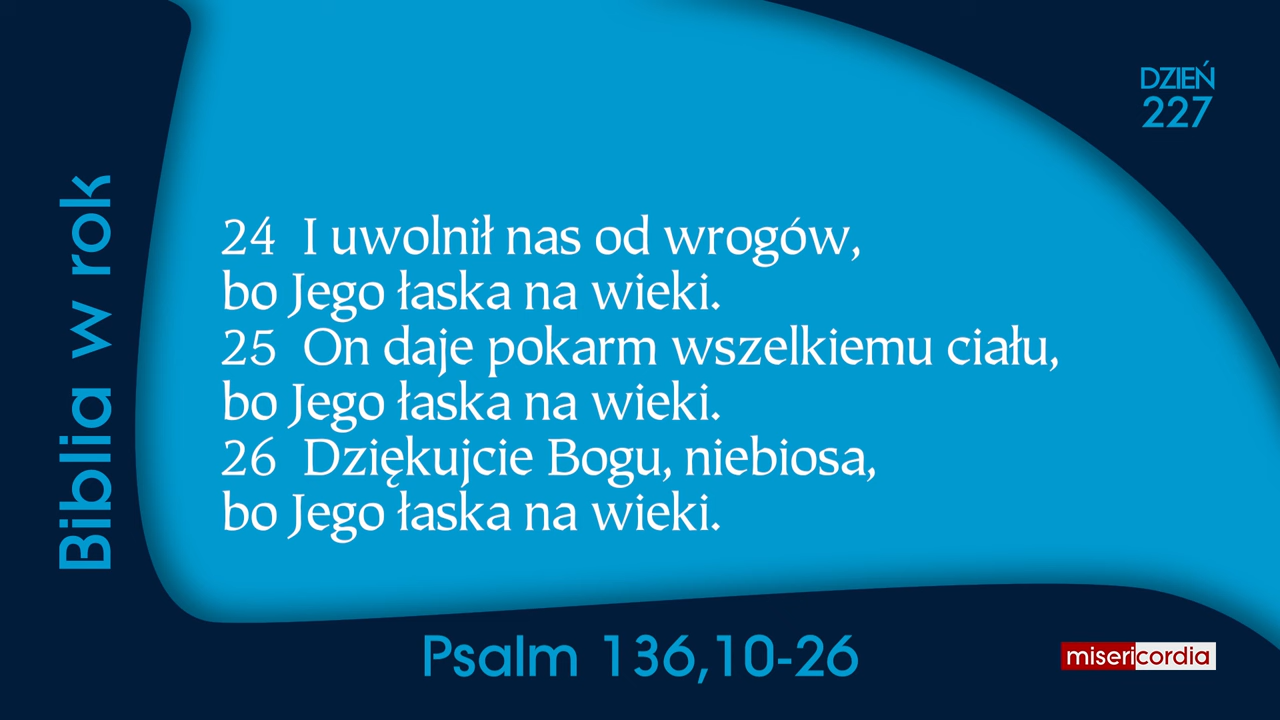 DZIEŃ
227
Biblia w rok
24 I uwolnił nas od wrogów,
bo Jego łaska na wieki.
25 On daje pokarm wszelkiemu ciału,
bo Jego łaska na wieki.
26 Dziękujcie Bogu, niebiosa,
bo Jego łaska na wieki.
Psalm 136,10-26
misericordia